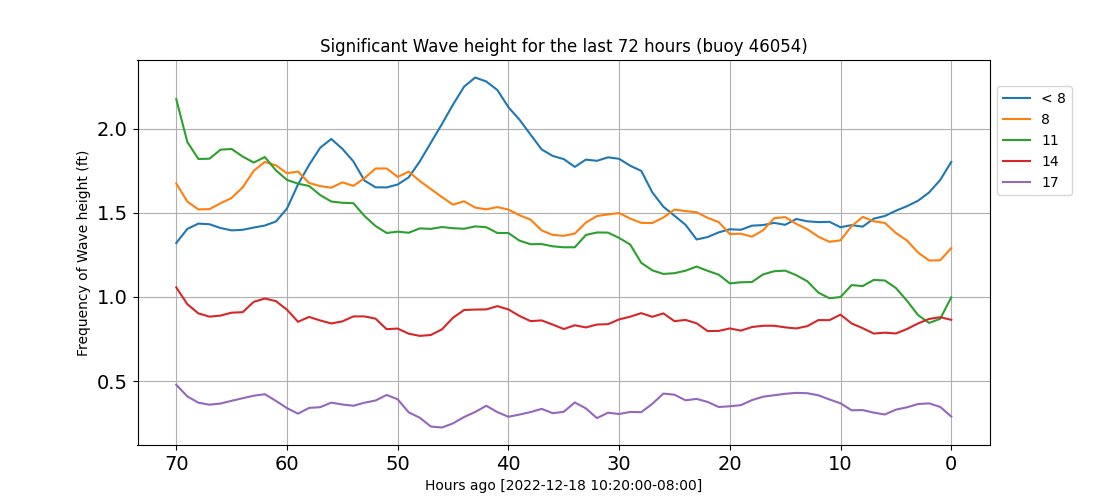 Significant Wave height for the last 72 hours (buoy 46054)
Frequency of Wave height (ft)
2.0
1.5
1.0
0.5
70 60 50 40 30 20 10 0
Hours ago [2022-12-18 10:20:00-08:00]
< 8
8
11
14
17